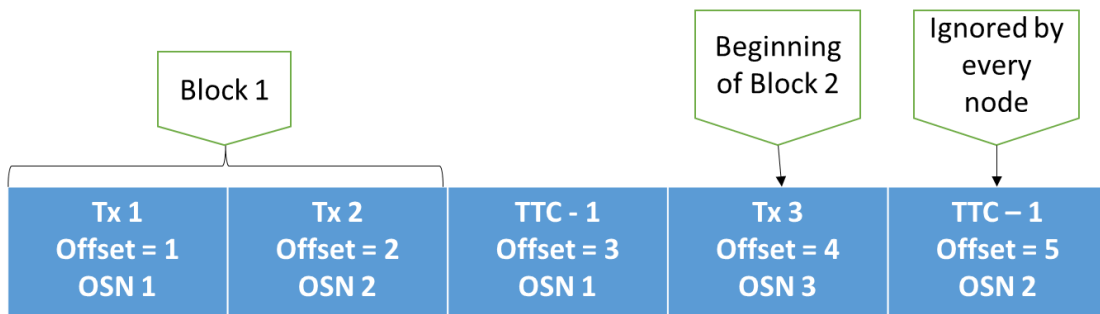 Block 1
Beginning
of Block 2
Ignored by
every
node
Tx 1
Offset = 1
OSN 1
Tx 2
Offset = 2
OSN 2
TTC - 1
Offset = 3
OSN 1
Tx 3
Offset = 4
OSN 3
TTC – 1
Offset = 5
OSN 2